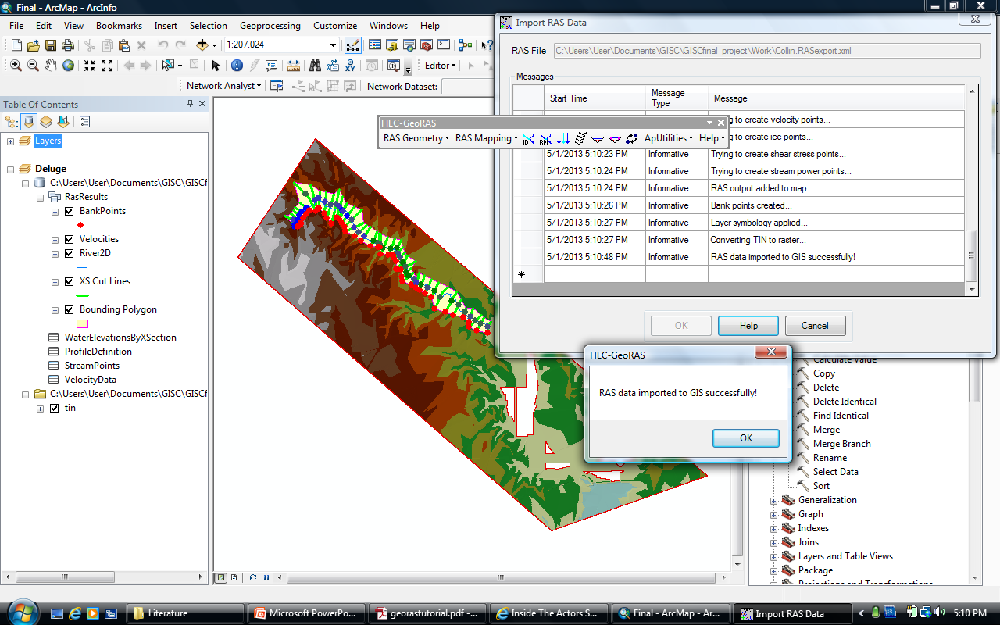 Final - ArcMap - ArcInfo
File Edit View Bookmarks Insert Selection Geoprocessing Customize Windows Help
1:207,024
Editor
Network Analyst Network Dataset:
Table Of Contents
Layers
Deluge
C:\Users\User\Documents\GISC\GISCf
RasResults
BankPoints
Velocities
River2D
XS Cut Lines
Bounding Polygon
WaterElevationsByXSection
ProfileDefinition
StreamPoints
VelocityData
C:\Users\User\Documents\GISC\GISCf
tin
Import RAS Data
RAS File C:\Users\User\Documents\GISC\GISCfinal_project\Work\Collin.RASexport.xml
Messages
Start Time Message Type Message
ng to create velocity points...
ng to create ice points...
5/1/2013 5:10:23 PM Informative Trying to create shear stress points...
5/1/2013 5:10:24 PM Informative Trying to create stream power points...
5/1/2013 5:10:24 PM Informative RAS output added to map...
5/1/2013 5:10:26 PM Informative Bank points created...
5/1/2013 5:10:27 PM Informative Layer symbology applied...
5/1/2013 5:10:27 PM Informative Converting TIN to raster...
5/1/2013 5:10:48 PM Informative RAS data imported to GIS successfully!
OK Help Cancel
HEC-GeoRAS
RAS Geometry RAS Mapping ID RMK ApUtilities Help
HEC-GeoRAS
RAS data imported to GIS successfully!
OK
Calculate Value
Copy
Delete
Delete Identical
Find Identical
Merge
Merge Branch
Rename
Select Data
Sort
Generalization
Graph
Indexes
Joins
Layers and Table Views
Package
Projections and Transformations
Literature
Microsoft PowerPo...
georastutorial.pdf -...
Inside The Actors S...
Final - ArcMap - Ar...
Import RAS Data
5:10 PM